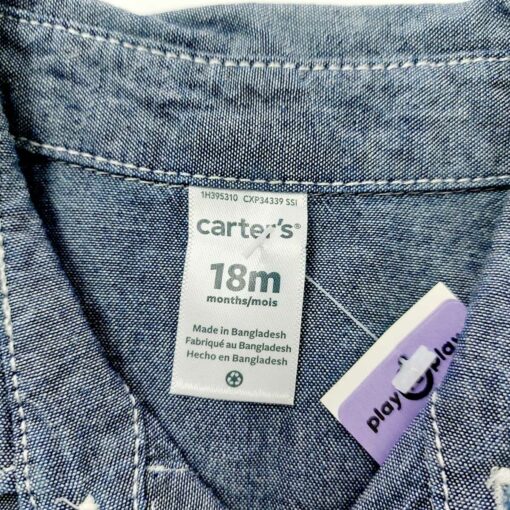 1H395310 CXP34339 SSI
carter's®
18m
months/mois
Made in Bangladesh
Fabriqué au Bangladesh
Hecho en Bangladesh
play play